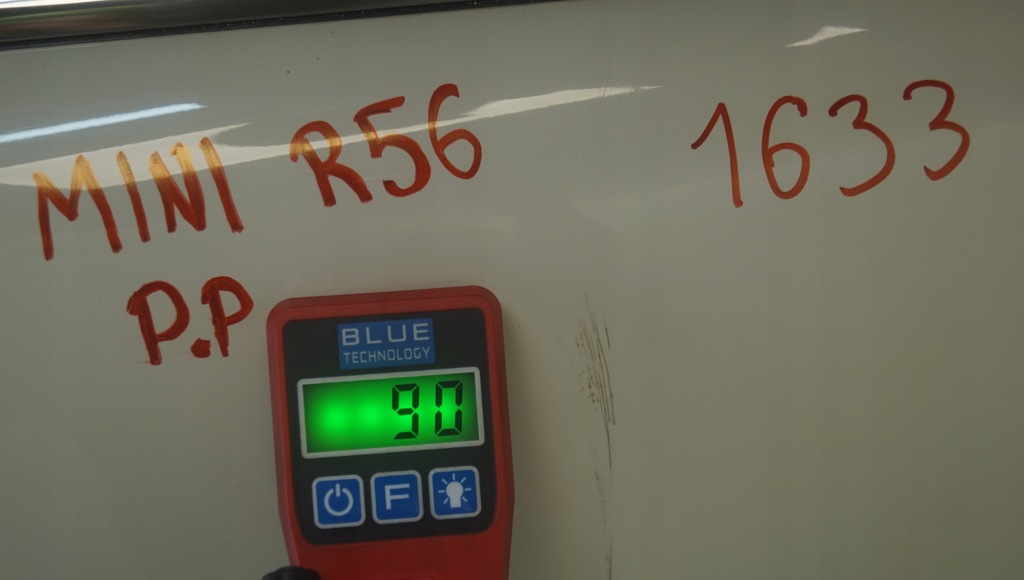 MINI R56 1633
P.P
BLUE
TECHNOLOGY
90
F